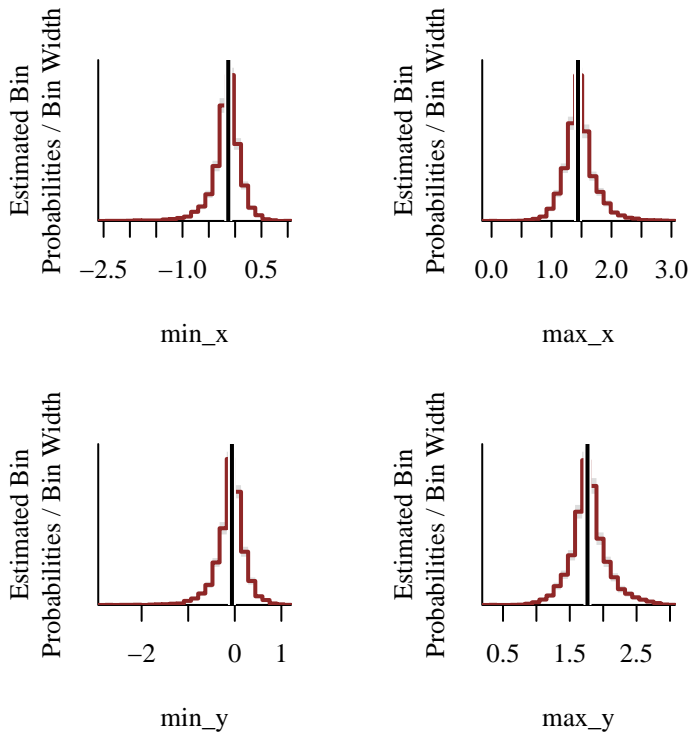 Estimated Bin
Probabilities / Bin Width
−2.5 −1.0 0.5
min_x
Estimated Bin
Probabilities / Bin Width
0.0 1.0 2.0 3.0
max_x
Estimated Bin
Probabilities / Bin Width
−2 0 1
min_y
Estimated Bin
Probabilities / Bin Width
0.5 1.5 2.5
max_y